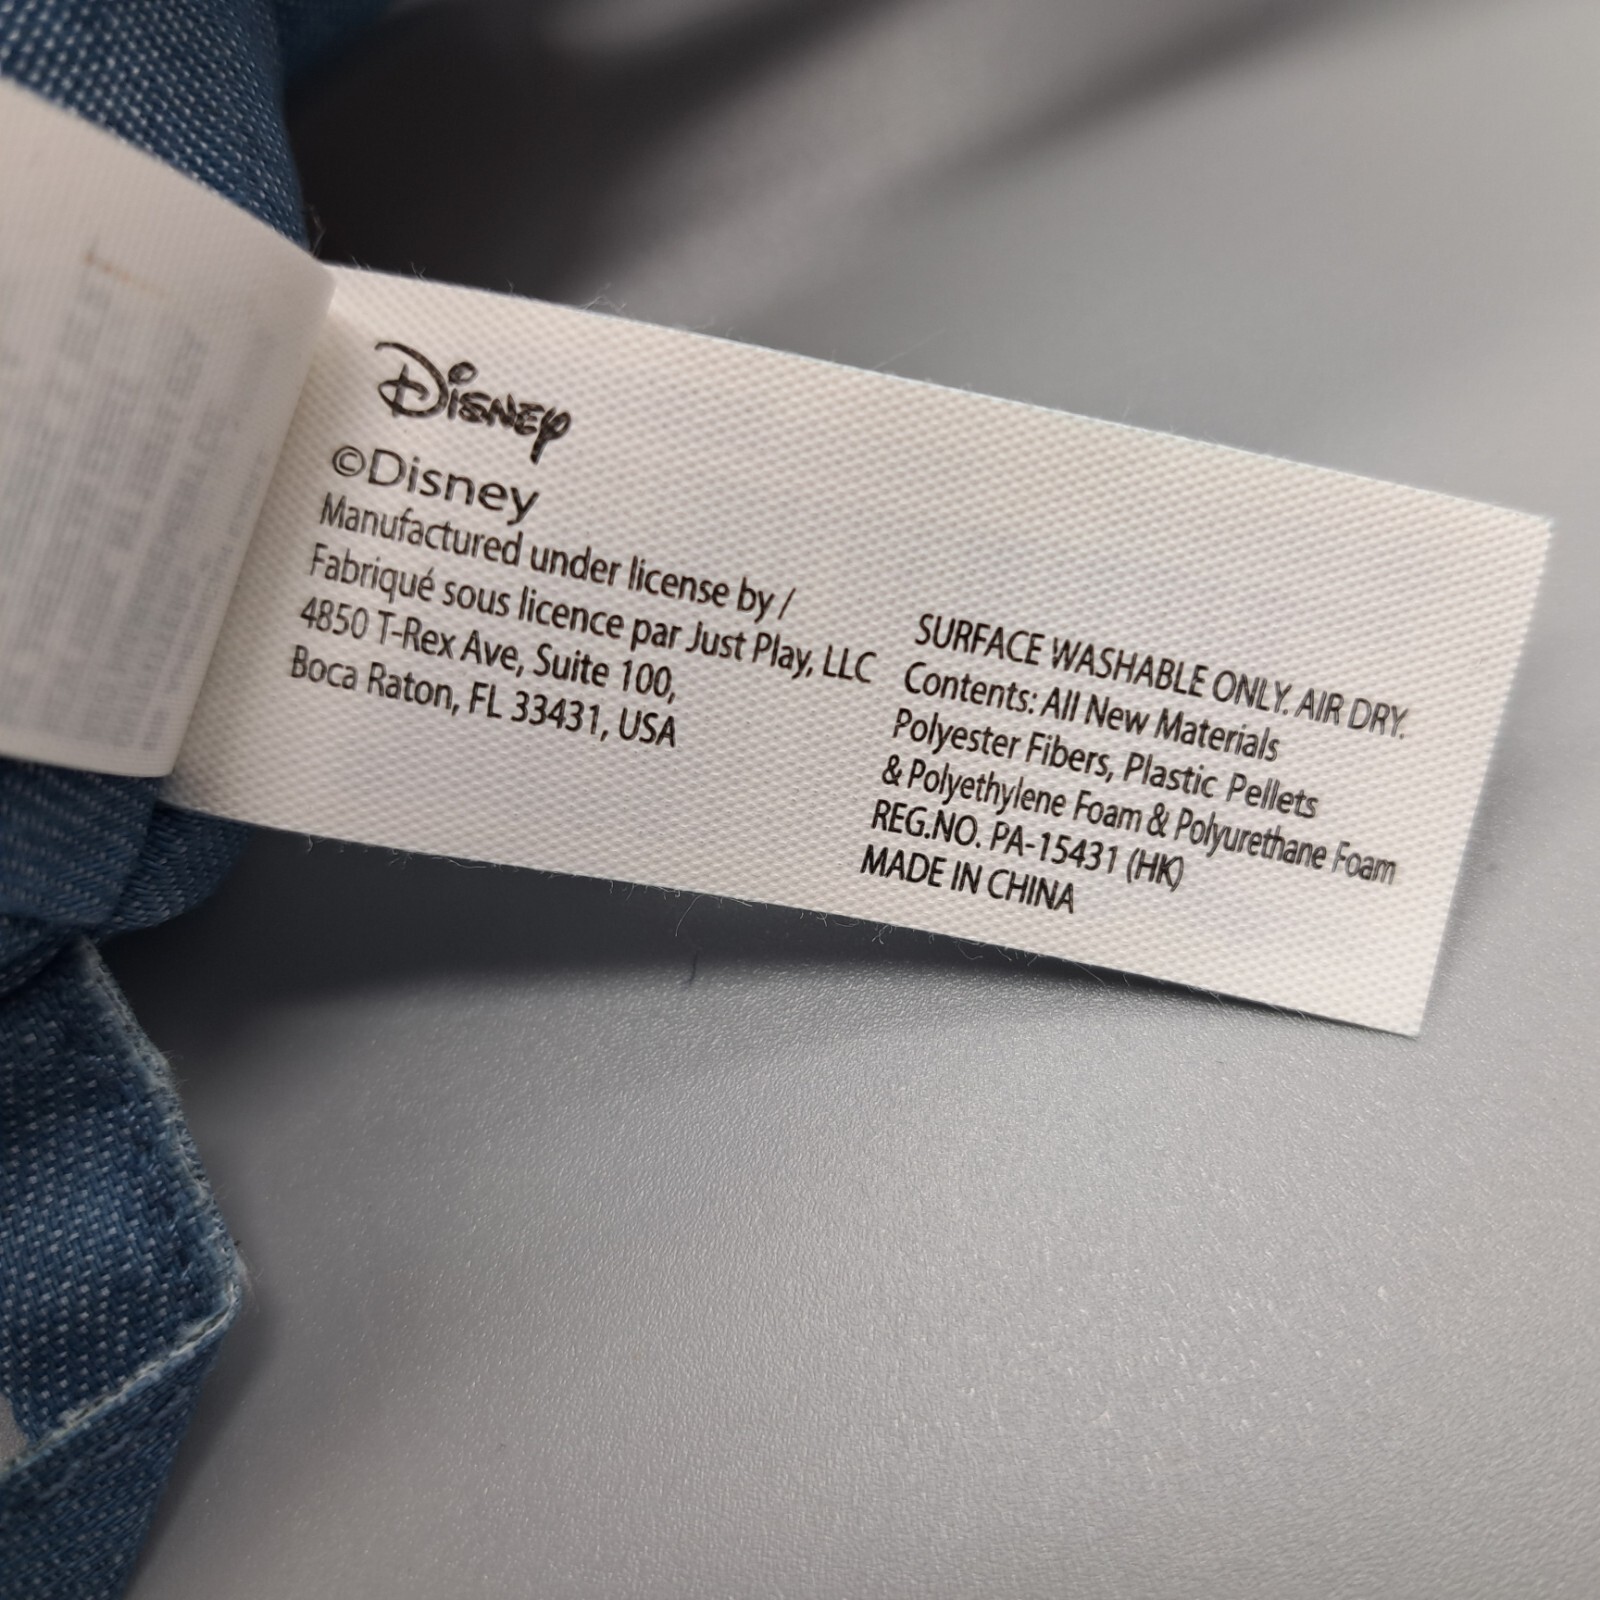 Disney
©Disney
Manufactured under license by /
Fabriqué sous licence par Just Play, LLC
4850 T-Rex Ave, Suite 100,
Boca Raton, FL 33431, USA
SURFACE WASHABLE ONLY. AIR DRY.
Contents: All New Materials
Polyester Fibers, Plastic Pellets
& Polyethylene Foam & Polyurethane Foam
REG.NO. PA-15431 (HK)
MADE IN CHINA